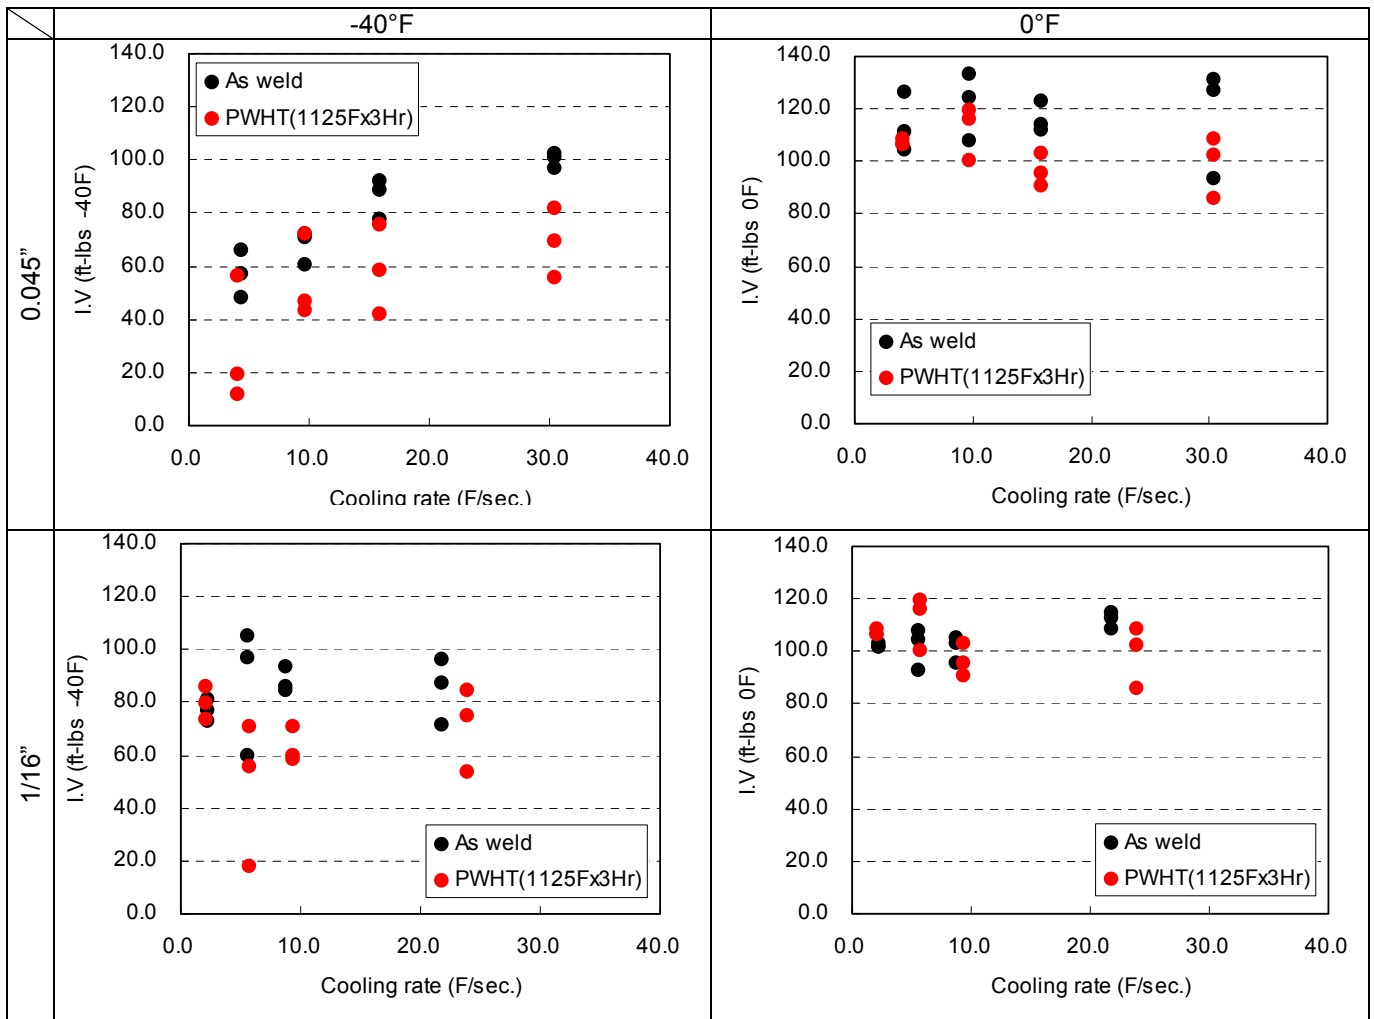 -40°F
0°F
0.045”
140.0
120.0
100.0
80.0
60.0
40.0
20.0
0.0
I.V (ft-lbs -40F)
As weld
PWHT(1125Fx3Hr)
0.0 10.0 20.0 30.0 40.0
Cooling rate (F/sec.)
140.0
120.0
100.0
80.0
60.0
40.0
20.0
0.0
I.V (ft-lbs 0F)
As weld
PWHT(1125Fx3Hr)
0.0 10.0 20.0 30.0 40.0
Cooling rate (F/sec.)
1/16”
140.0
120.0
100.0
80.0
60.0
40.0
20.0
0.0
I.V (ft-lbs -40F)
As weld
PWHT(1125Fx3Hr)
0.0 10.0 20.0 30.0 40.0
Cooling rate (F/sec.)
140.0
120.0
100.0
80.0
60.0
40.0
20.0
0.0
I.V (ft-lbs 0F)
As weld
PWHT(1125Fx3Hr)
0.0 10.0 20.0 30.0 40.0
Cooling rate (F/sec.)